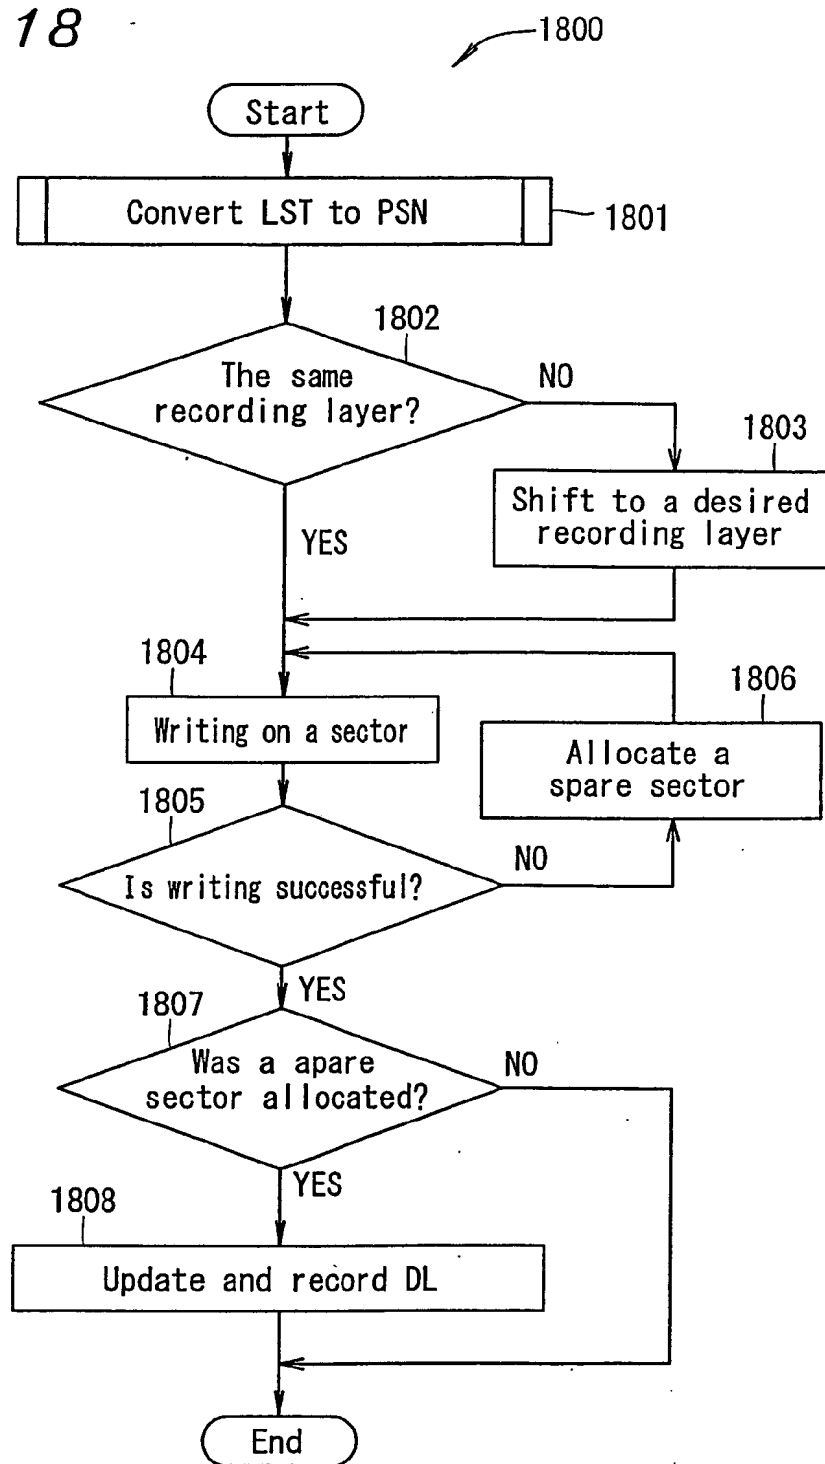 18
1800
Start
Convert LST to PSN
1801
1802
The same
recording layer?
NO
1803
Shift to a desired
recording layer
YES
1804
Writing on a sector
1806
Allocate a
spare sector
1805
Is writing successful?
NO
YES
1807
Was a apare
sector allocated?
NO
YES
1808
Update and record DL
End